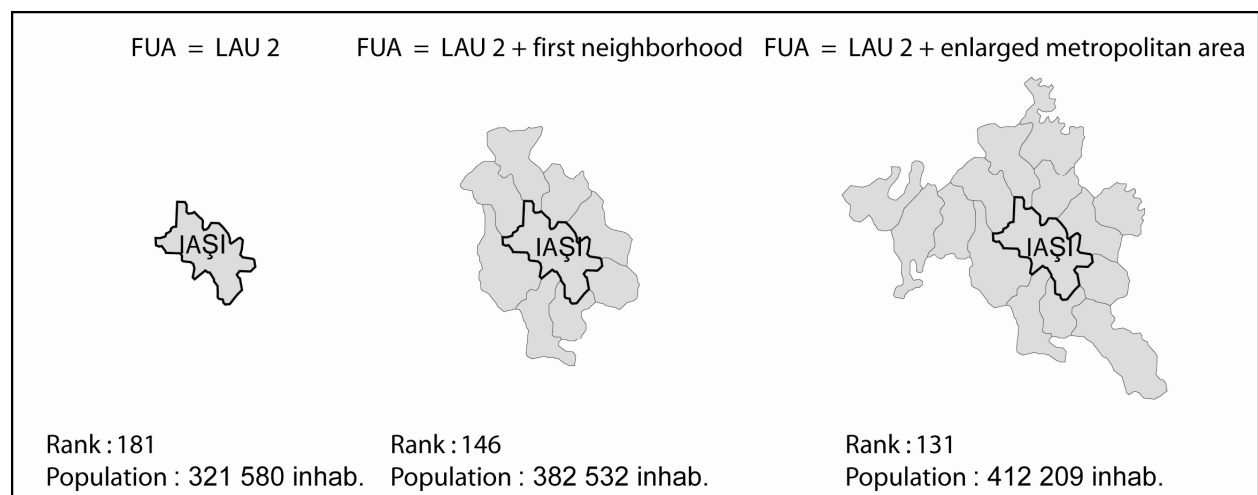 FUA = LAU 2
FUA = LAU 2 + first neighborhood
FUA = LAU 2 + enlarged metropolitan area
IAŞI
IAŞI
IAŞI
Rank : 181
Population : 321 580 inhab.
Rank : 146
Population : 382 532 inhab.
Rank : 131
Population : 412 209 inhab.